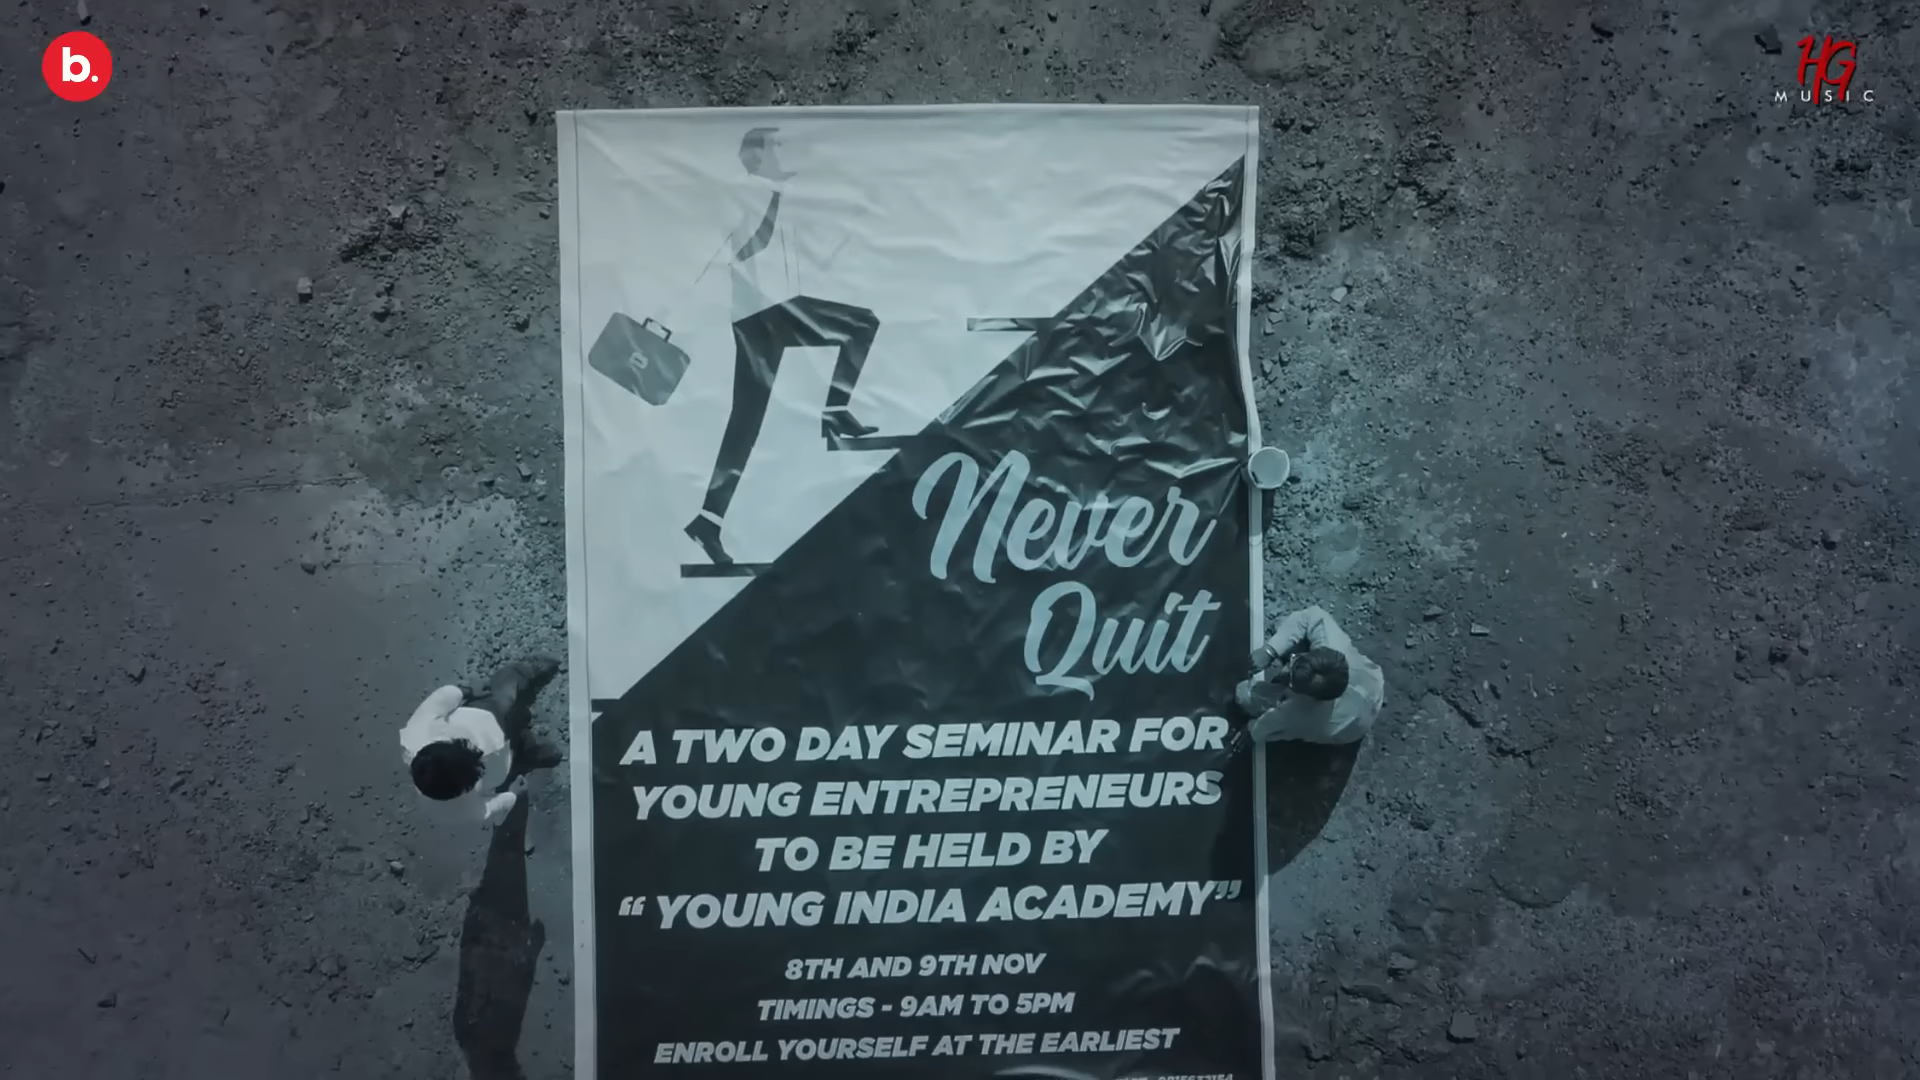 b.
HG
MUSIC
Never
Quit
A TWO DAY SEMINAR FOR
YOUNG ENTREPRENEURS
TO BE HELD BY
“ YOUNG INDIA ACADEMY”
8TH AND 9TH NOV
TIMINGS - 9AM TO 5PM
ENROLL YOURSELF AT THE EARLIEST